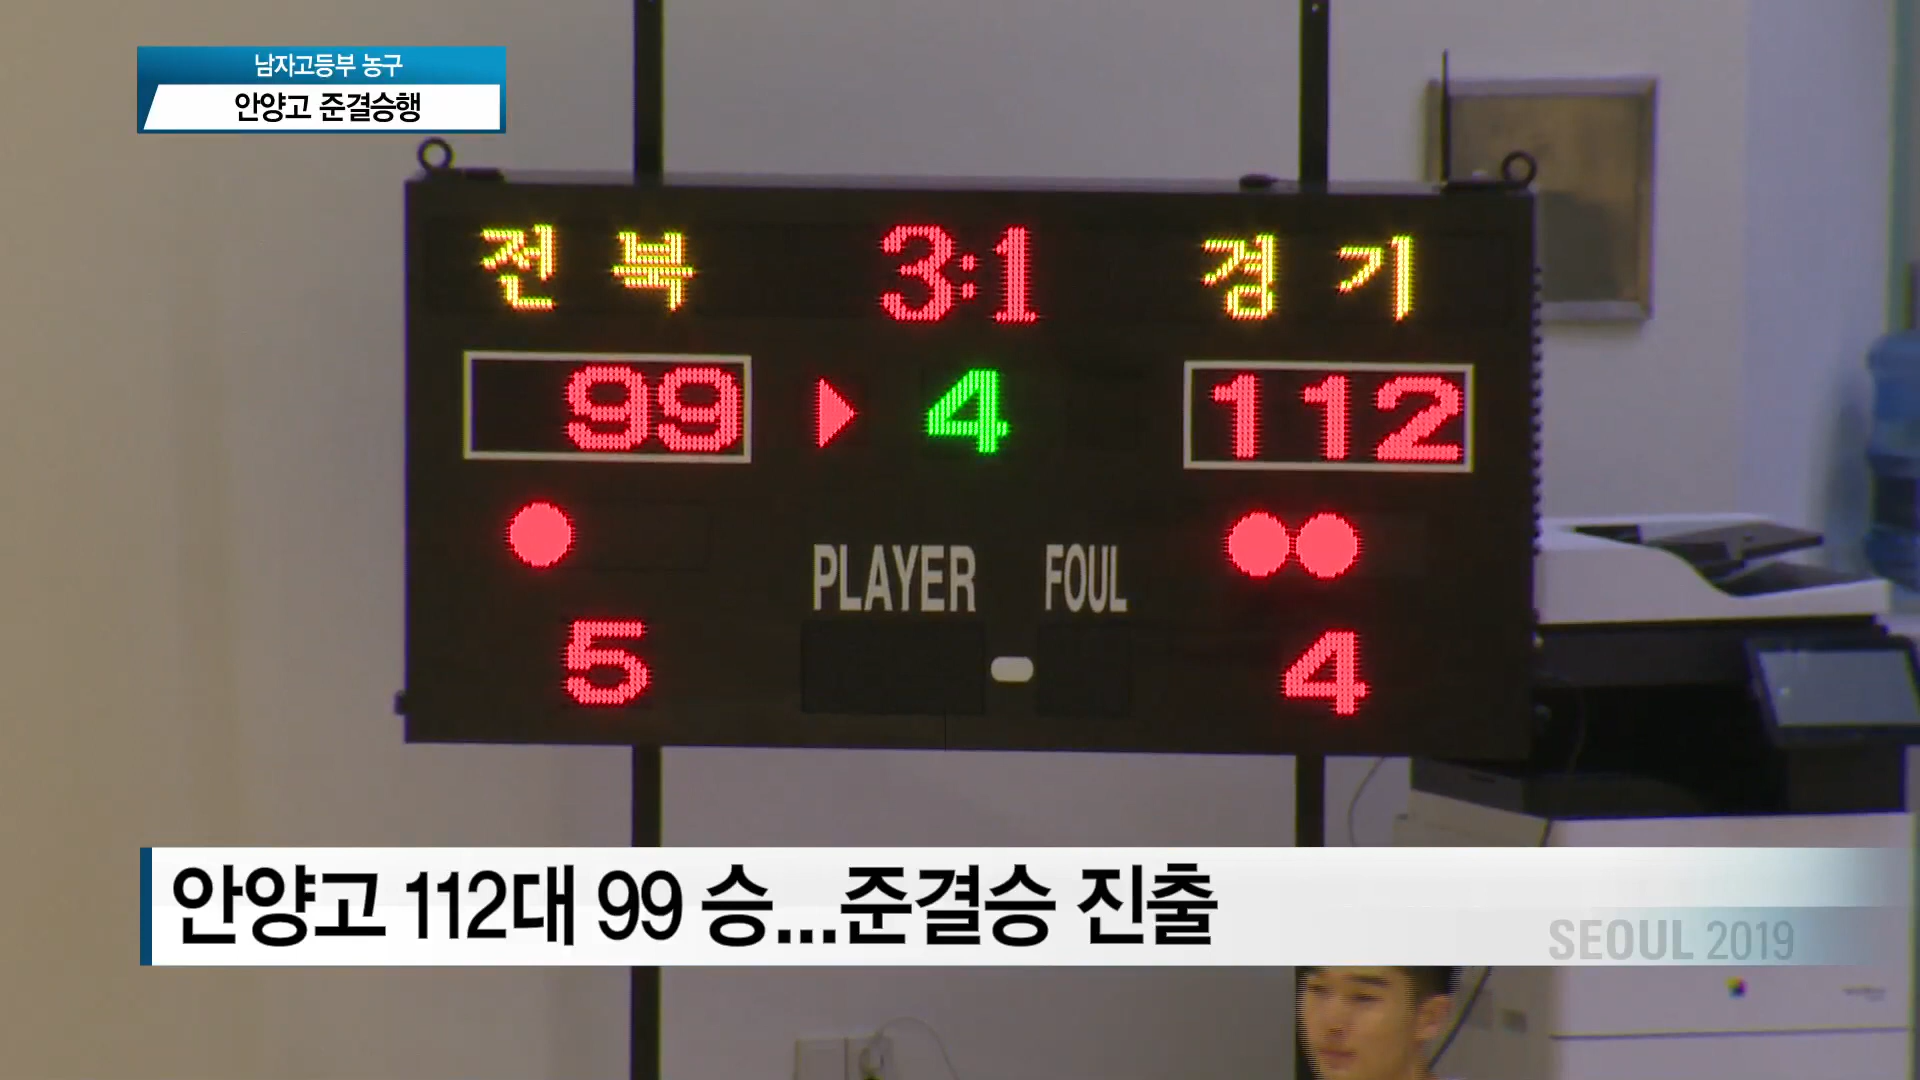 남자고등부 농구
안양고 준결승행
전 북 3:1 경 기
99 4 112
PLAYER FOUL
5 4
안양고 112대 99 승...준결승 진출
SEOUL 2019